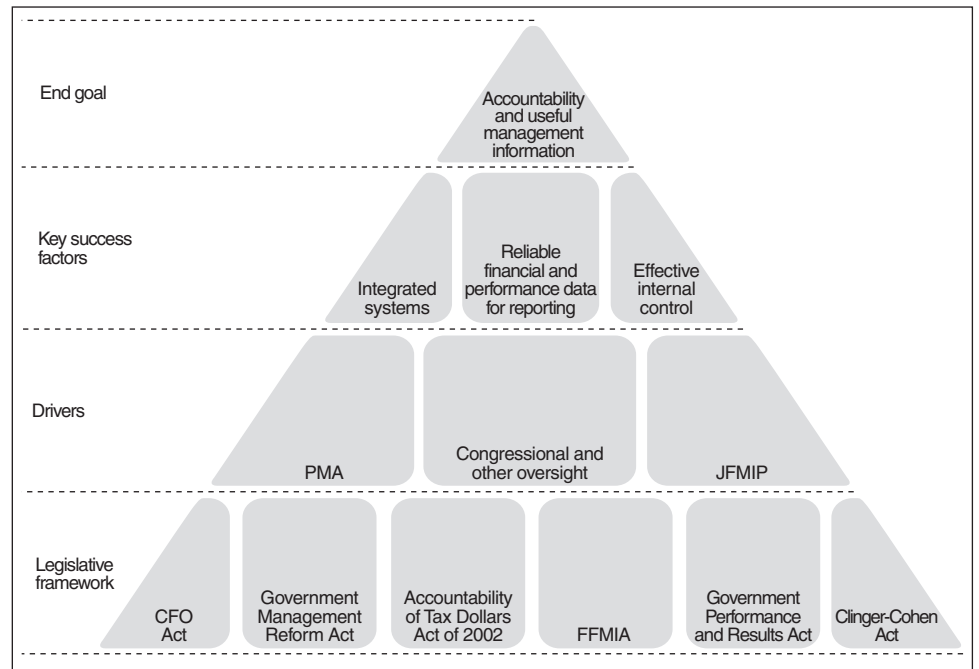 End goal
Accountability
and useful
management
information
Key success
factors
Integrated
systems
Reliable
financial and
performance data
for reporting
Effective
internal
control
Drivers
PMA
Congressional and
other oversight
JFMIP
Legislative
framework
CFO
Act
Government
Management
Reform Act
Accountability
of Tax Dollars
Act of 2002
FFMIA
Government
Performance
and Results Act
Clinger-Cohen
Act